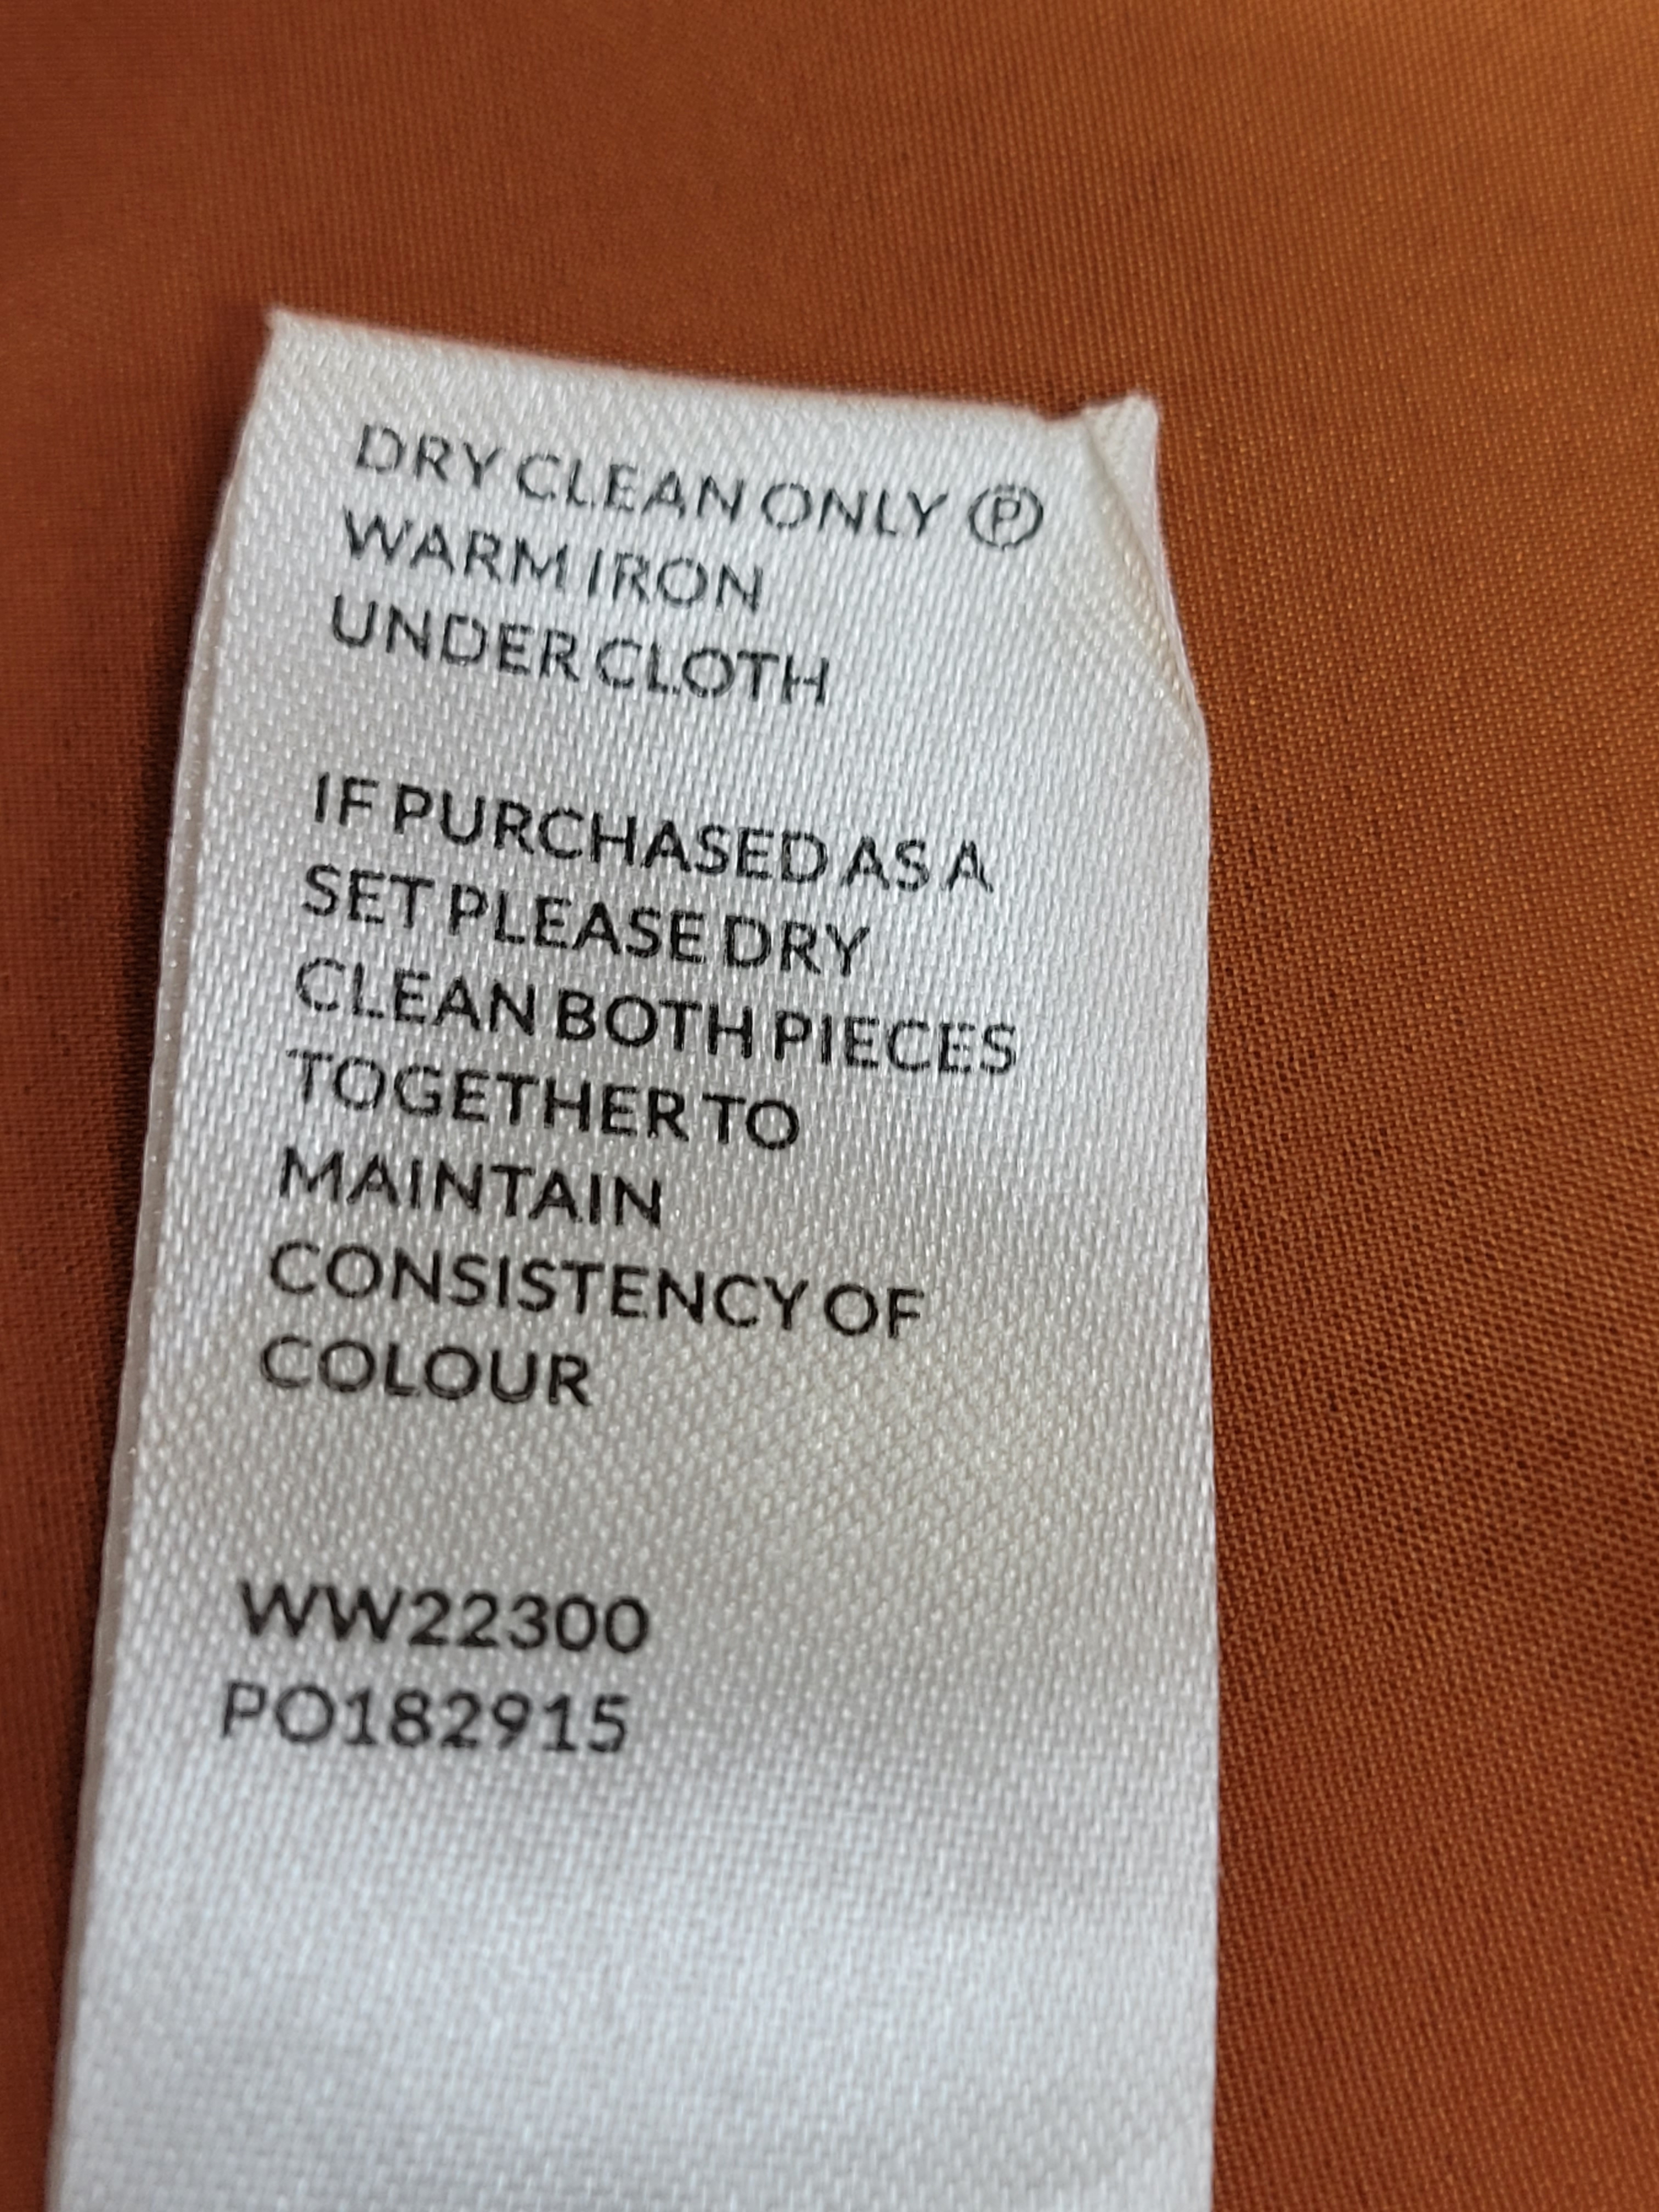 DRY CLEAN ONLY Ⓟ
WARM IRON
UNDER CLOTH
IF PURCHASED AS A
SET PLEASE DRY
CLEAN BOTH PIECES
TOGETHER TO
MAINTAIN
CONSISTENCY OF
COLOUR
WW22300
PO182915